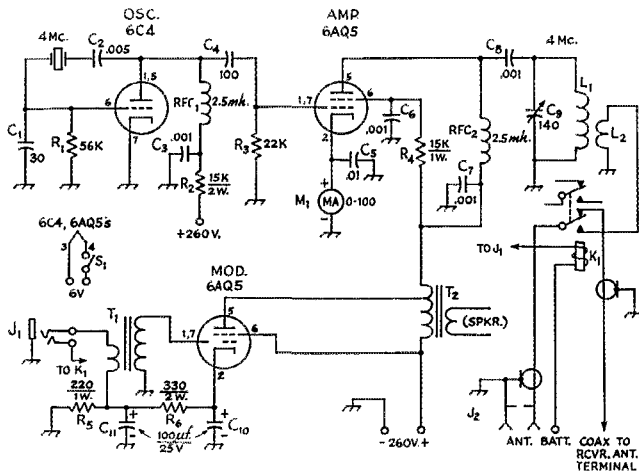 OSC.
6C4
AMP.
6AQ5
4 Mc.
C2 .005
C4
100
1,5
6
7
RFC1 2.5mh.
C1
30
R1 56K
C3 .001
R2 15K 2W.
+260V.
R3 22K
5
1,7
6
2
C6
.001
C5
.01
R4 15K 1W.
M1 MA 0-100
+
-
RFC2 2.5mh.
C7
.001
C8
.001
4 Mc.
C9
140
L1
L2
6C4, 6AQ5's
3
4
S1
6V
TO J1
K1
MOD.
6AQ5
5
1,7
6
2
T1
T2
(SPKR.)
J1
TO K1
220
1W.
R5
330
2W.
R6
C11
+
-
100µf.
25V
+
-
C10
-260V.+
J2
ANT.
BATT.
COAX TO
RCVR. ANT.
TERMINAL